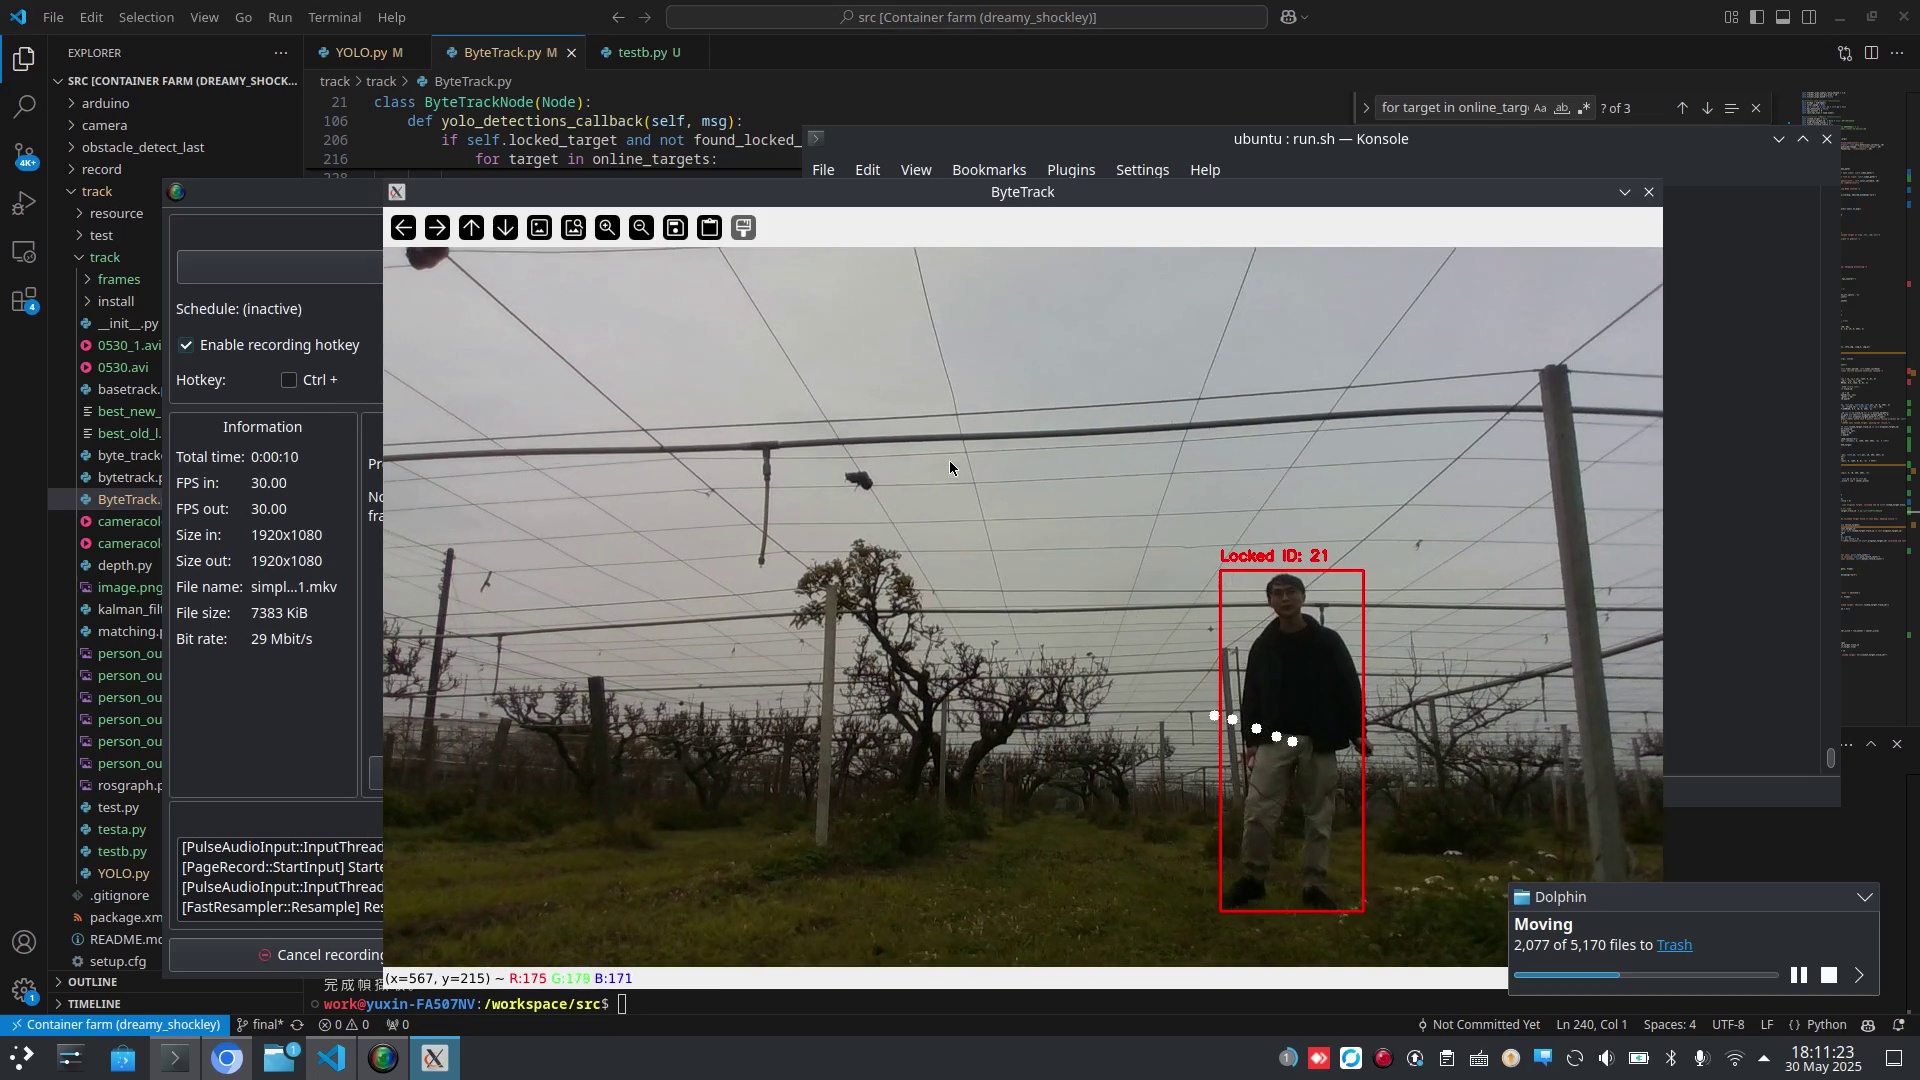 File Edit Selection View Go Run Terminal Help
src [Container farm (dreamy_shockley)]
EXPLORER
YOLO.py M
ByteTrack.py M
testb.py U
SRC [CONTAINER FARM (DREAMY_SHOCK...
track > track > ByteTrack.py
arduino
camera
obstacle_detect_last
record
track
resource
test
track
frames
install
__init__.py
0530_1.avi
0530.avi
basetrack.
best_new_
best_old_l.
byte_track
bytetrack.p
ByteTrack.
cameracol
cameracol
depth.py
image.png
kalman_filt
matching.p
person_ou
person_ou
person_ou
person_ou
person_ou
person_ou
rosgraph.p
test.py
testa.py
testb.py
YOLO.py
.gitignore
package.xm
README.md
setup.cfg
OUTLINE
TIMELINE
4K+
4
1
21 class ByteTrackNode(Node):
106 def yolo_detections_callback(self, msg):
206 if self.locked_target and not found_locked_
216 for target in online_targets:
for target in online_targ
Aa ab
? of 3
ubuntu : run.sh — Konsole
File Edit View Bookmarks Plugins Settings Help
ByteTrack
Schedule: (inactive)
Enable recording hotkey
Hotkey: Ctrl +
Information
Total time: 0:00:10
FPS in: 30.00
FPS out: 30.00
Size in: 1920x1080
Size out: 1920x1080
File name: simpl...1.mkv
File size: 7383 KiB
Bit rate: 29 Mbit/s
Pr
No
fra
[PulseAudioInput::InputThread
[PageRecord::StartInput] Starte
[PulseAudioInput::InputThread
[FastResampler::Resample] Res
Cancel recording
Locked ID: 21
(x=567, y=215) ~ R:175 G:179 B:171
work@yuxin-FA507NV:/workspace/src$
Dolphin
Moving
2,077 of 5,170 files to Trash
Container farm (dreamy_shockley)
final*
0 0
0
Not Committed Yet
Ln 240, Col 1
Spaces: 4
UTF-8
LF
Python
1
1
18:11:23
30 May 2025